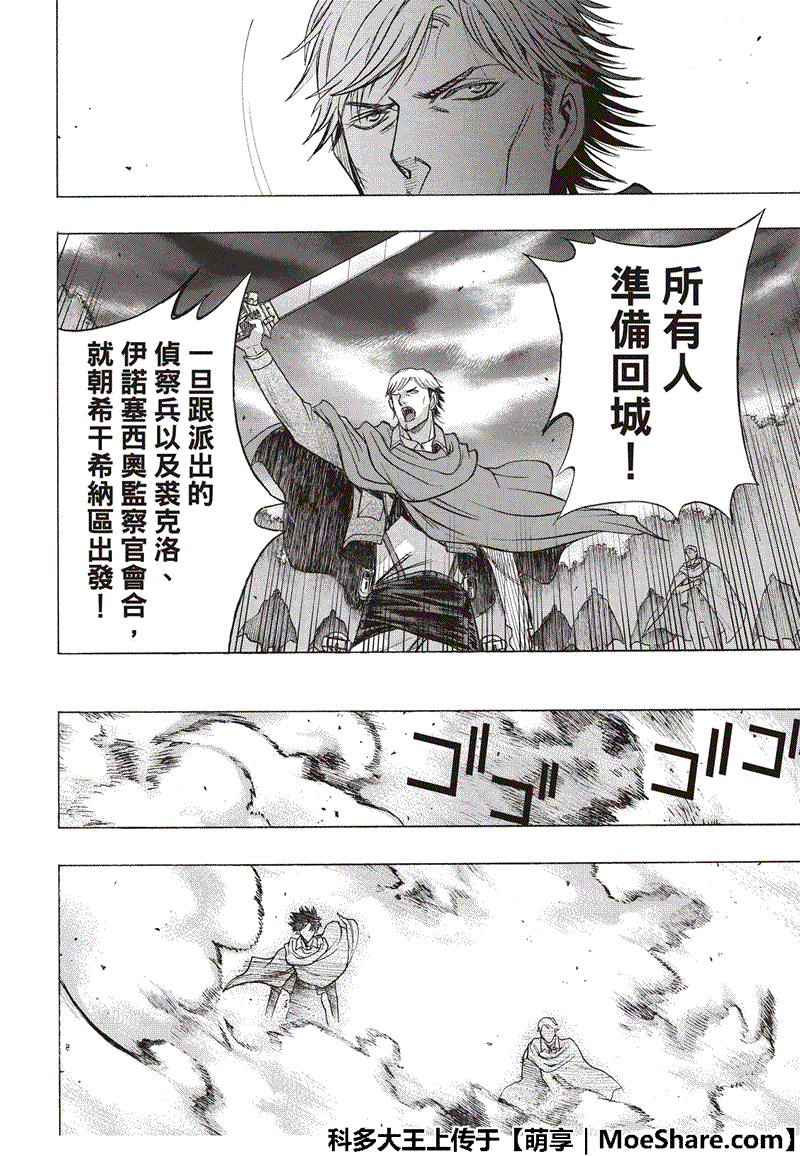 所有人
準備回城！
一旦跟派出的
偵察兵以及裘克洛、
伊諾塞西奧監察官會合，
就朝希干希納區出發！
ゴゴゴゴゴ
科多大王上传于【萌享｜MoeShare.com】